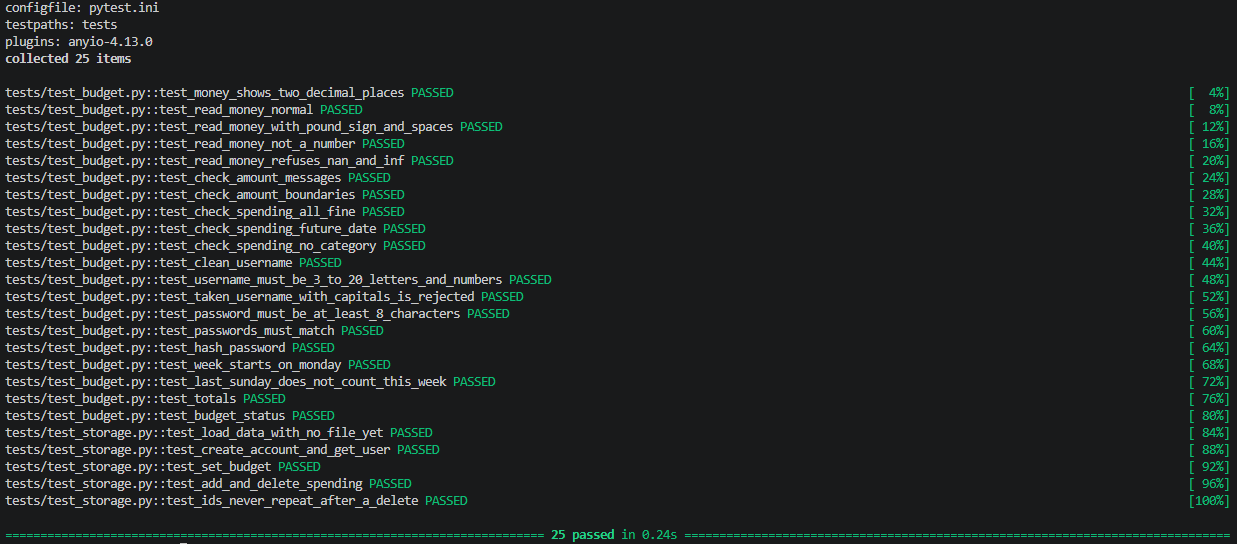 configfile: pytest.ini
testpaths: tests
plugins: anyio-4.13.0
collected 25 items

tests/test_budget.py::test_money_shows_two_decimal_places PASSED [  4%]
tests/test_budget.py::test_read_money_normal PASSED [  8%]
tests/test_budget.py::test_read_money_with_pound_sign_and_spaces PASSED [ 12%]
tests/test_budget.py::test_read_money_not_a_number PASSED [ 16%]
tests/test_budget.py::test_read_money_refuses_nan_and_inf PASSED [ 20%]
tests/test_budget.py::test_check_amount_messages PASSED [ 24%]
tests/test_budget.py::test_check_amount_boundaries PASSED [ 28%]
tests/test_budget.py::test_check_spending_all_fine PASSED [ 32%]
tests/test_budget.py::test_check_spending_future_date PASSED [ 36%]
tests/test_budget.py::test_check_spending_no_category PASSED [ 40%]
tests/test_budget.py::test_clean_username PASSED [ 44%]
tests/test_budget.py::test_username_must_be_3_to_20_letters_and_numbers PASSED [ 48%]
tests/test_budget.py::test_taken_username_with_capitals_is_rejected PASSED [ 52%]
tests/test_budget.py::test_password_must_be_at_least_8_characters PASSED [ 56%]
tests/test_budget.py::test_passwords_must_match PASSED [ 60%]
tests/test_budget.py::test_hash_password PASSED [ 64%]
tests/test_budget.py::test_week_starts_on_monday PASSED [ 68%]
tests/test_budget.py::test_last_sunday_does_not_count_this_week PASSED [ 72%]
tests/test_budget.py::test_totals PASSED [ 76%]
tests/test_budget.py::test_budget_status PASSED [ 80%]
tests/test_storage.py::test_load_data_with_no_file_yet PASSED [ 84%]
tests/test_storage.py::test_create_account_and_get_user PASSED [ 88%]
tests/test_storage.py::test_set_budget PASSED [ 92%]
tests/test_storage.py::test_add_and_delete_spending PASSED [ 96%]
tests/test_storage.py::test_ids_never_repeat_after_a_delete PASSED [100%]

============================= 25 passed in 0.24s =============================